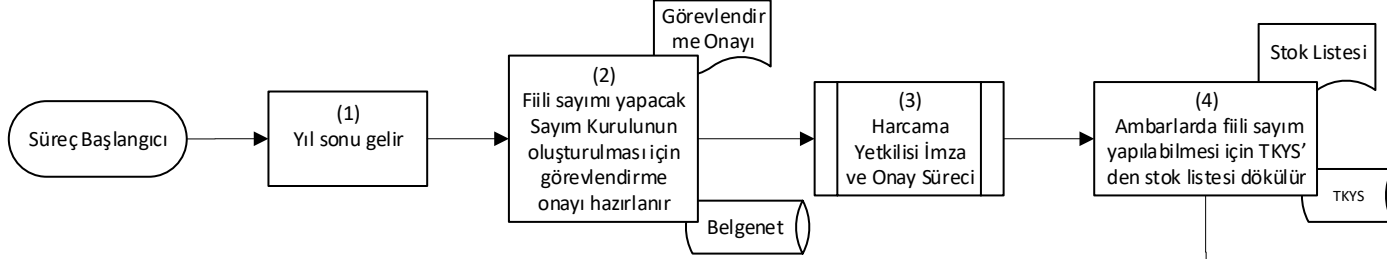 Süreç Başlangıcı
(1)
Yıl sonu gelir
Görevlendir
me Onayı
(2)
Fiili sayımı yapacak
Sayım Kurulunun
oluşturulması için
görevlendirme
onayı hazırlanır
Belgenet
(3)
Harcama
Yetkilisi İmza
ve Onay Süreci
Stok Listesi
(4)
Ambarlarda fiili sayım
yapılabilmesi için TKYS’
den stok listesi dökülür
TKYS